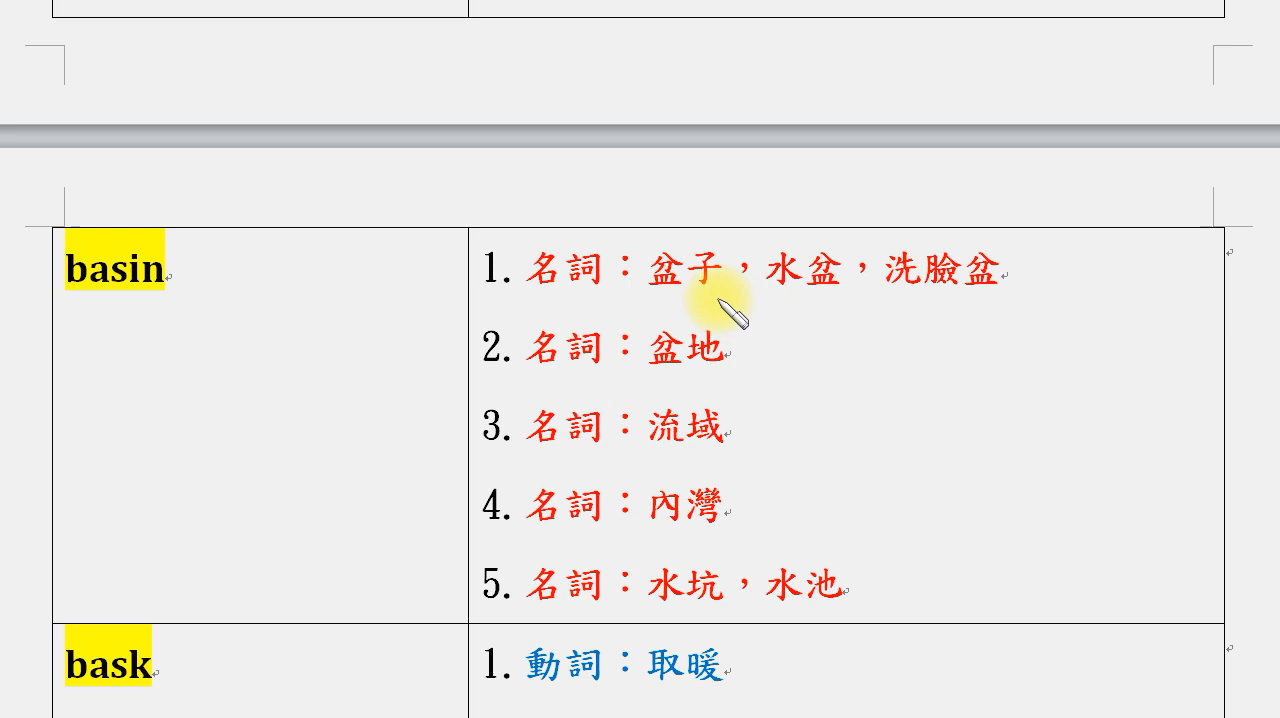 basin
1. 名詞：盆子，水盆，洗臉盆
2. 名詞：盆地
3. 名詞：流域
4. 名詞：內灣
5. 名詞：水坑，水池
bask
1. 動詞：取暖